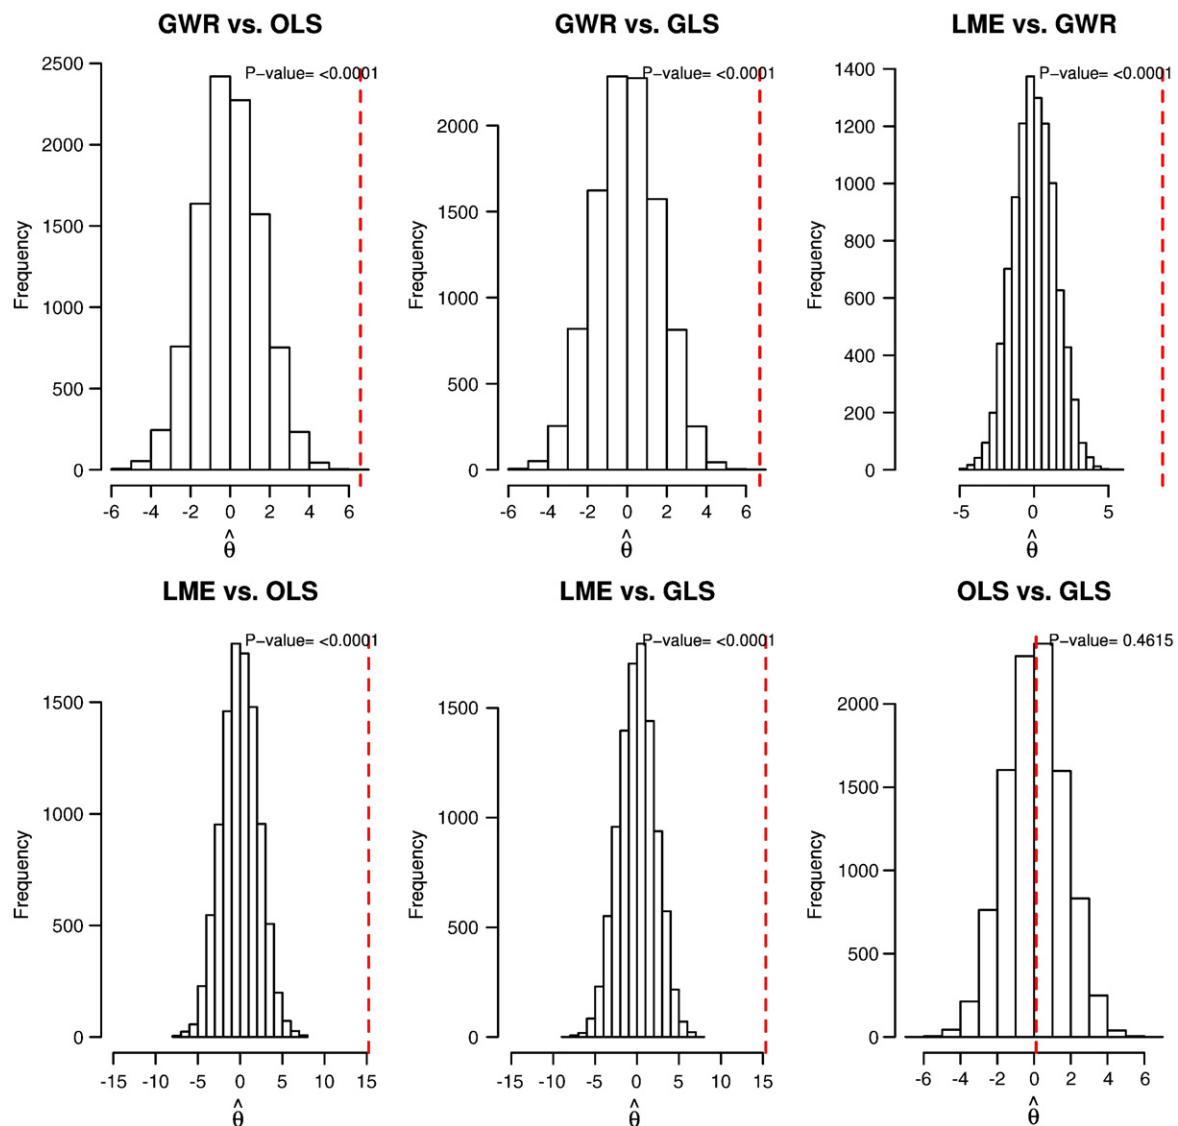 GWR vs. OLS
P-value= <0.0001
Frequency
2500
2000
1500
1000
500
0
-6 -4 -2 0 2 4 6
θ̂
GWR vs. GLS
P-value= <0.0001
Frequency
2000
1500
1000
500
0
-6 -4 -2 0 2 4 6
θ̂
LME vs. GWR
P-value= <0.0001
Frequency
1400
1200
1000
800
600
400
200
0
-5 0 5
θ̂
LME vs. OLS
P-value= <0.0001
Frequency
1500
1000
500
0
-15 -10 -5 0 5 10 15
θ̂
LME vs. GLS
P-value= <0.0001
Frequency
1500
1000
500
0
-15 -10 -5 0 5 10 15
θ̂
OLS vs. GLS
P-value= 0.4615
Frequency
2000
1500
1000
500
0
-6 -4 -2 0 2 4 6
θ̂